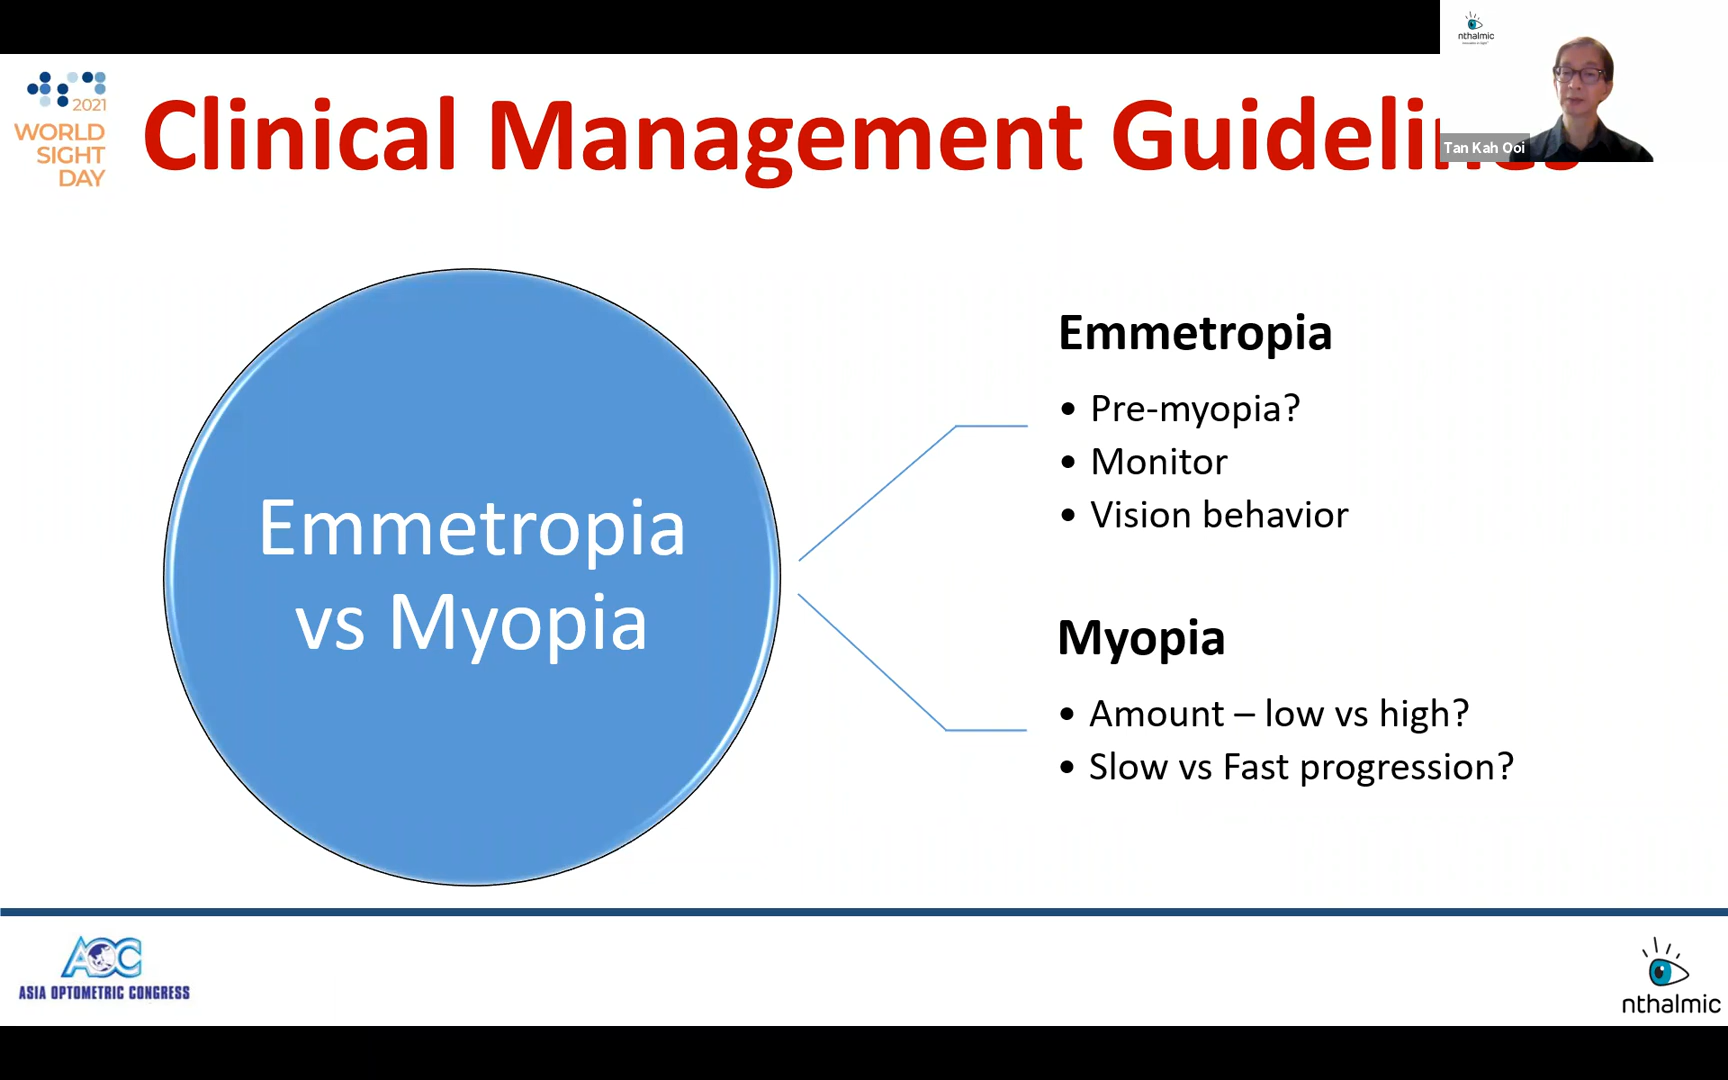 nthalmic
2021
WORLD
SIGHT
DAY
Clinical Management Guidelines
Tan Kah Ooi
Emmetropia
vs Myopia
Emmetropia
• Pre-myopia?
• Monitor
• Vision behavior
Myopia
• Amount – low vs high?
• Slow vs Fast progression?
AOC
ASIA OPTOMETRIC CONGRESS
nthalmic